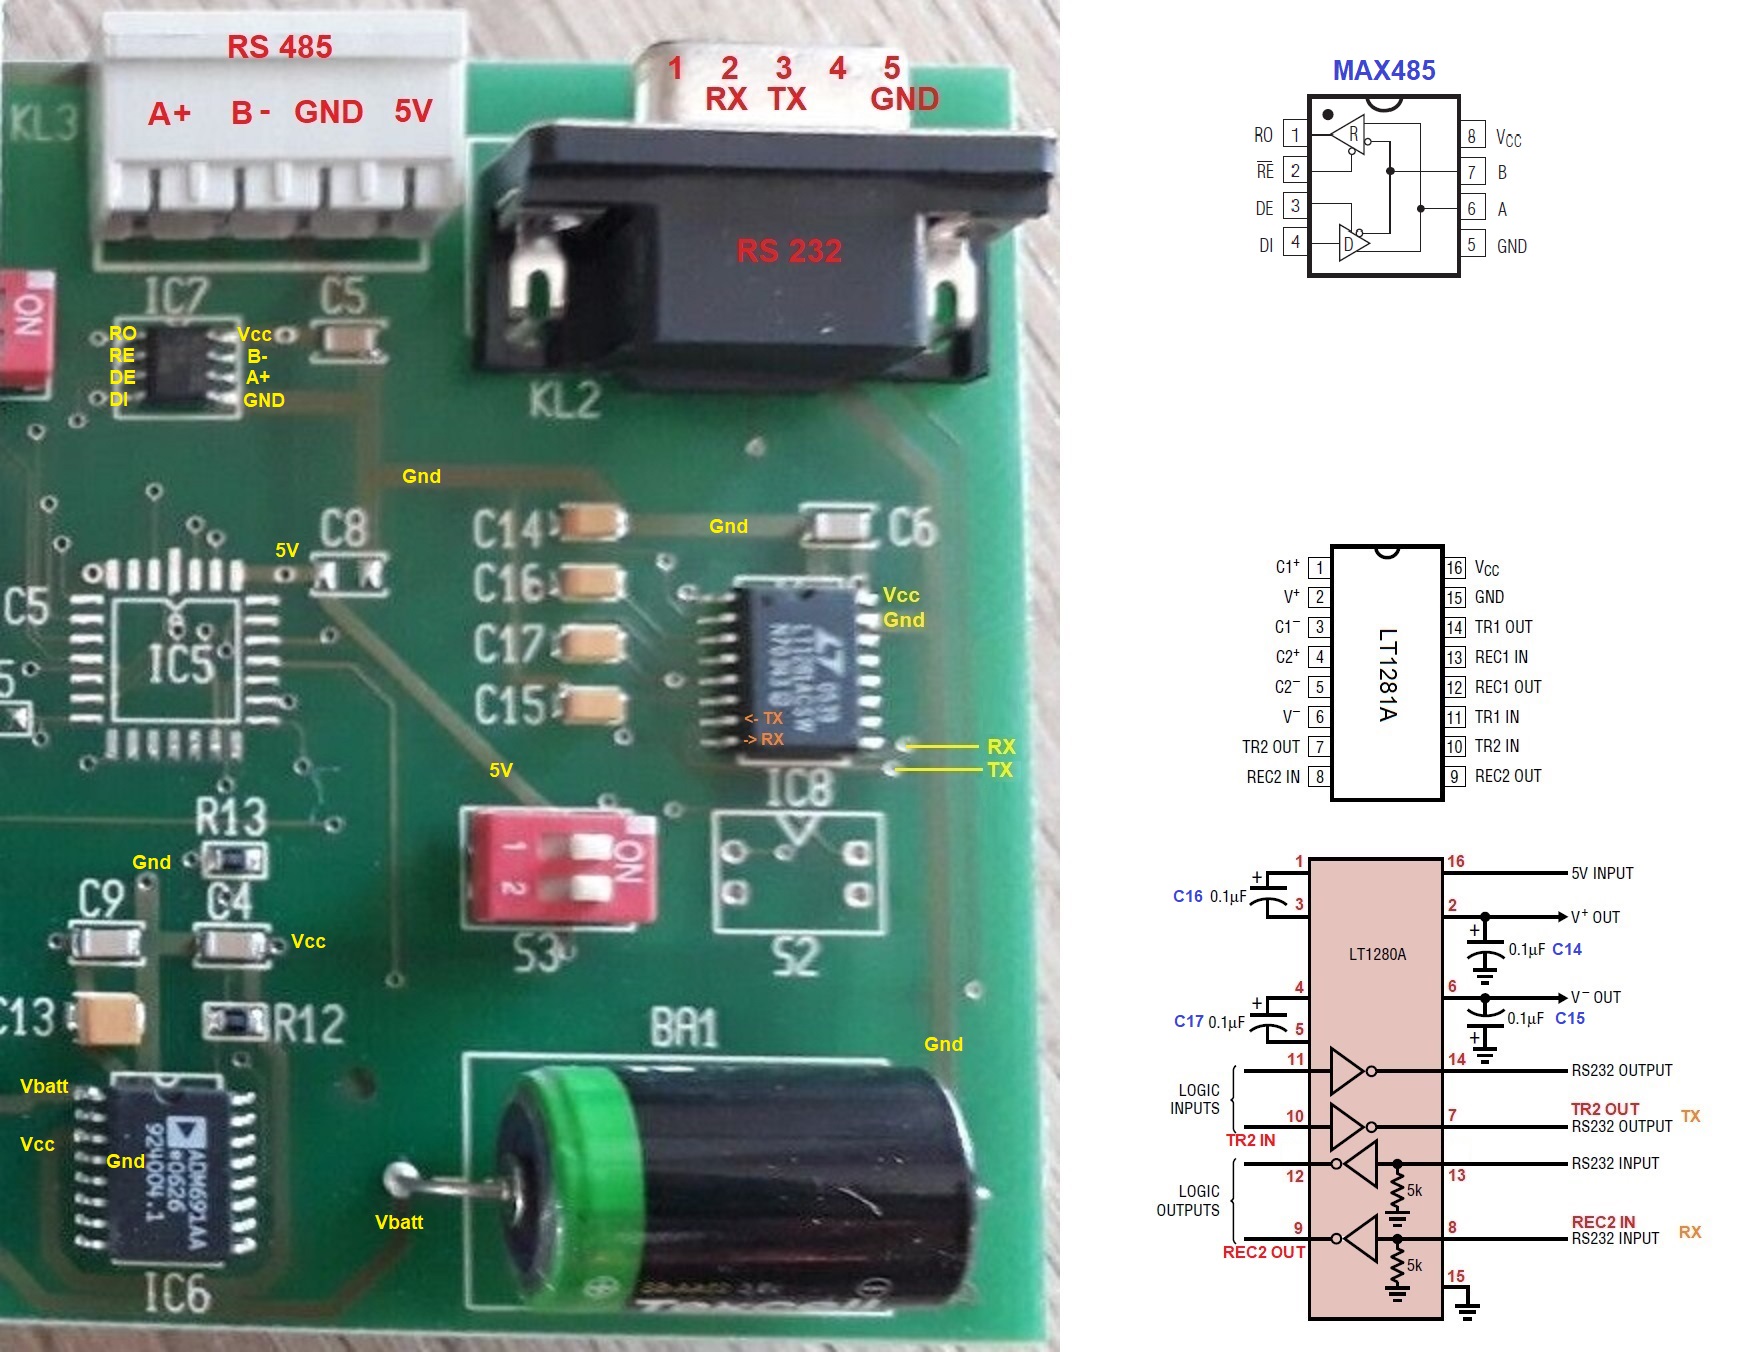 RS 485
A+ B - GND 5V
KL3
1 2 3 4 5
RX TX GND
RS 232
KL2
ON
IC7
C5
RO
RE
DE
DI
Vcc
B-
A+
GND
Gnd
C8
5V
C5
IC5
C14
Gnd
C6
C16
C17
C15
Vcc
Gnd
<- TX
-> RX
RX
TX
IC8
5V
R13
Gnd
C9
C4
Vcc
1
2
ON
S3
S2
C13
R12
BA1
Gnd
Vbatt
Vcc
Gnd
ADM691AA
IC6
Vbatt
MAX485
RO 1
RE 2
DE 3
DI 4
8 VCC
7 B
6 A
5 GND
R
D
C1+ 1
V+ 2
C1− 3
C2+ 4
C2− 5
V− 6
TR2 OUT 7
REC2 IN 8
LT1281A
16 VCC
15 GND
14 TR1 OUT
13 REC1 IN
12 REC1 OUT
11 TR1 IN
10 TR2 IN
9 REC2 OUT
1 16
5V INPUT
C16 0.1µF
3 2
V+ OUT
LT1280A
0.1µF C14
4 6
V− OUT
C17 0.1µF
5
0.1µF C15
11 14
RS232 OUTPUT
LOGIC
INPUTS
10 7
TR2 OUT
RS232 OUTPUT TX
TR2 IN
12 13
RS232 INPUT
5k
LOGIC
OUTPUTS
9 8
REC2 IN
RS232 INPUT RX
REC2 OUT
5k
15